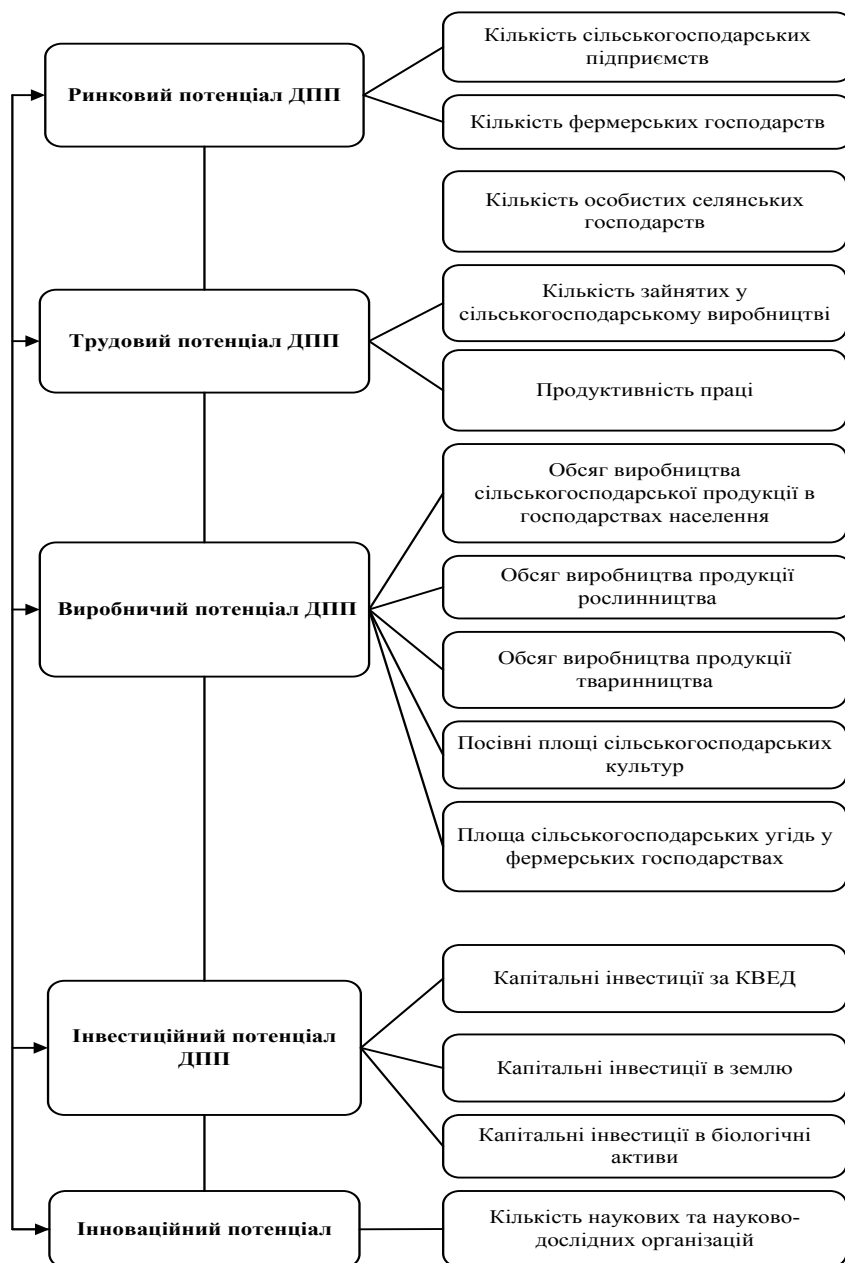 Ринковий потенціал ДПП
Кількість сільськогосподарських
підприємств
Кількість фермерських господарств
Кількість особистих селянських
господарств
Трудовий потенціал ДПП
Кількість зайнятих у
сільськогосподарському виробництві
Продуктивність праці
Виробничий потенціал ДПП
Обсяг виробництва
сільськогосподарської продукції в
господарствах населення
Обсяг виробництва продукції
рослинництва
Обсяг виробництва продукції
тваринництва
Посівні площі сільськогосподарських
культур
Площа сільськогосподарських угідь у
фермерських господарствах
Інвестиційний потенціал
ДПП
Капітальні інвестиції за КВЕД
Капітальні інвестиції в землю
Капітальні інвестиції в біологічні
активи
Інноваційний потенціал
Кількість наукових та науково-
дослідних організацій